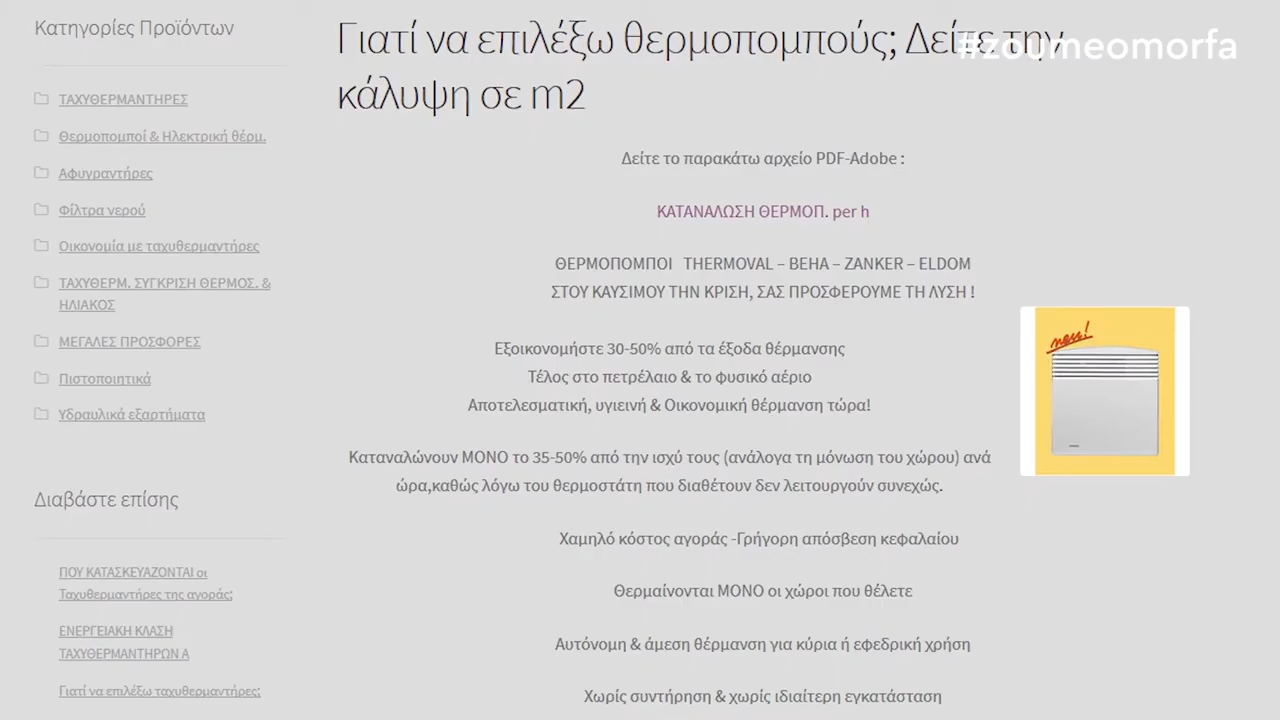 Κατηγορίες Προϊόντων
ΤΑΧΥΘΕΡΜΑΝΤΗΡΕΣ
Θερμοπομποί & Ηλεκτρική θέρμ.
Αφυγραντήρες
Φίλτρα νερού
Οικονομία με ταχυθερμαντήρες
ΤΑΧΥΘΕΡΜ. ΣΥΓΚΡΙΣΗ ΘΕΡΜΟΣ. &
ΗΛΙΑΚΟΣ
ΜΕΓΑΛΕΣ ΠΡΟΣΦΟΡΕΣ
Πιστοποιητικά
Υδραυλικά εξαρτήματα
Διαβάστε επίσης
ΠΟΥ ΚΑΤΑΣΚΕΥΑΖΟΝΤΑΙ οι
Ταχυθερμαντήρες της αγοράς;
ΕΝΕΡΓΕΙΑΚΗ ΚΛΑΣΗ
ΤΑΧΥΘΕΡΜΑΝΤΗΡΩΝ Α
Γιατί να επιλέξω ταχυθερμαντήρες;
Γιατί να επιλέξω θερμοπομπούς; Δείτε την
κάλυψη σε m2
#zoumeomorfa
Δείτε το παρακάτω αρχείο PDF-Adobe :
ΚΑΤΑΝΑΛΩΣΗ ΘΕΡΜΟΠ. per h
ΘΕΡΜΟΠΟΜΠΟΙ THERMOVAL – BEHA – ZANKER – ELDOM
ΣΤΟΥ ΚΑΥΣΙΜΟΥ ΤΗΝ ΚΡΙΣΗ, ΣΑΣ ΠΡΟΣΦΕΡΟΥΜΕ ΤΗ ΛΥΣΗ !
Εξοικονομήστε 30-50% από τα έξοδα θέρμανσης
Τέλος στο πετρέλαιο & το φυσικό αέριο
Αποτελεσματική, υγιεινή & Οικονομική θέρμανση τώρα!
new!
Καταναλώνουν ΜΟΝΟ το 35-50% από την ισχύ τους (ανάλογα τη μόνωση του χώρου) ανά
ώρα,καθώς λόγω του θερμοστάτη που διαθέτουν δεν λειτουργούν συνεχώς.
Χαμηλό κόστος αγοράς -Γρήγορη απόσβεση κεφαλαίου
Θερμαίνονται ΜΟΝΟ οι χώροι που θέλετε
Αυτόνομη & άμεση θέρμανση για κύρια ή εφεδρική χρήση
Χωρίς συντήρηση & χωρίς ιδιαίτερη εγκατάσταση